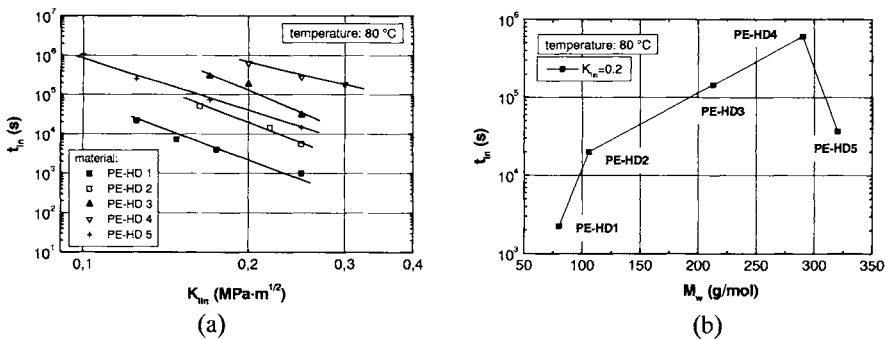 temperature: 80 °C
10⁷
10⁶
10⁵
10⁴
10³
10²
10¹
t_in (s)
material:
PE-HD 1
PE-HD 2
PE-HD 3
PE-HD 4
PE-HD 5
0,1
0,2
0,3
0,4
K_Iin (MPa·m^1/2)
(a)
temperature: 80 °C
K_Iin=0.2
PE-HD4
PE-HD3
PE-HD2
PE-HD5
PE-HD1
10⁶
10⁵
10⁴
10³
t_in (s)
50
100
150
200
250
300
350
M_w (g/mol)
(b)